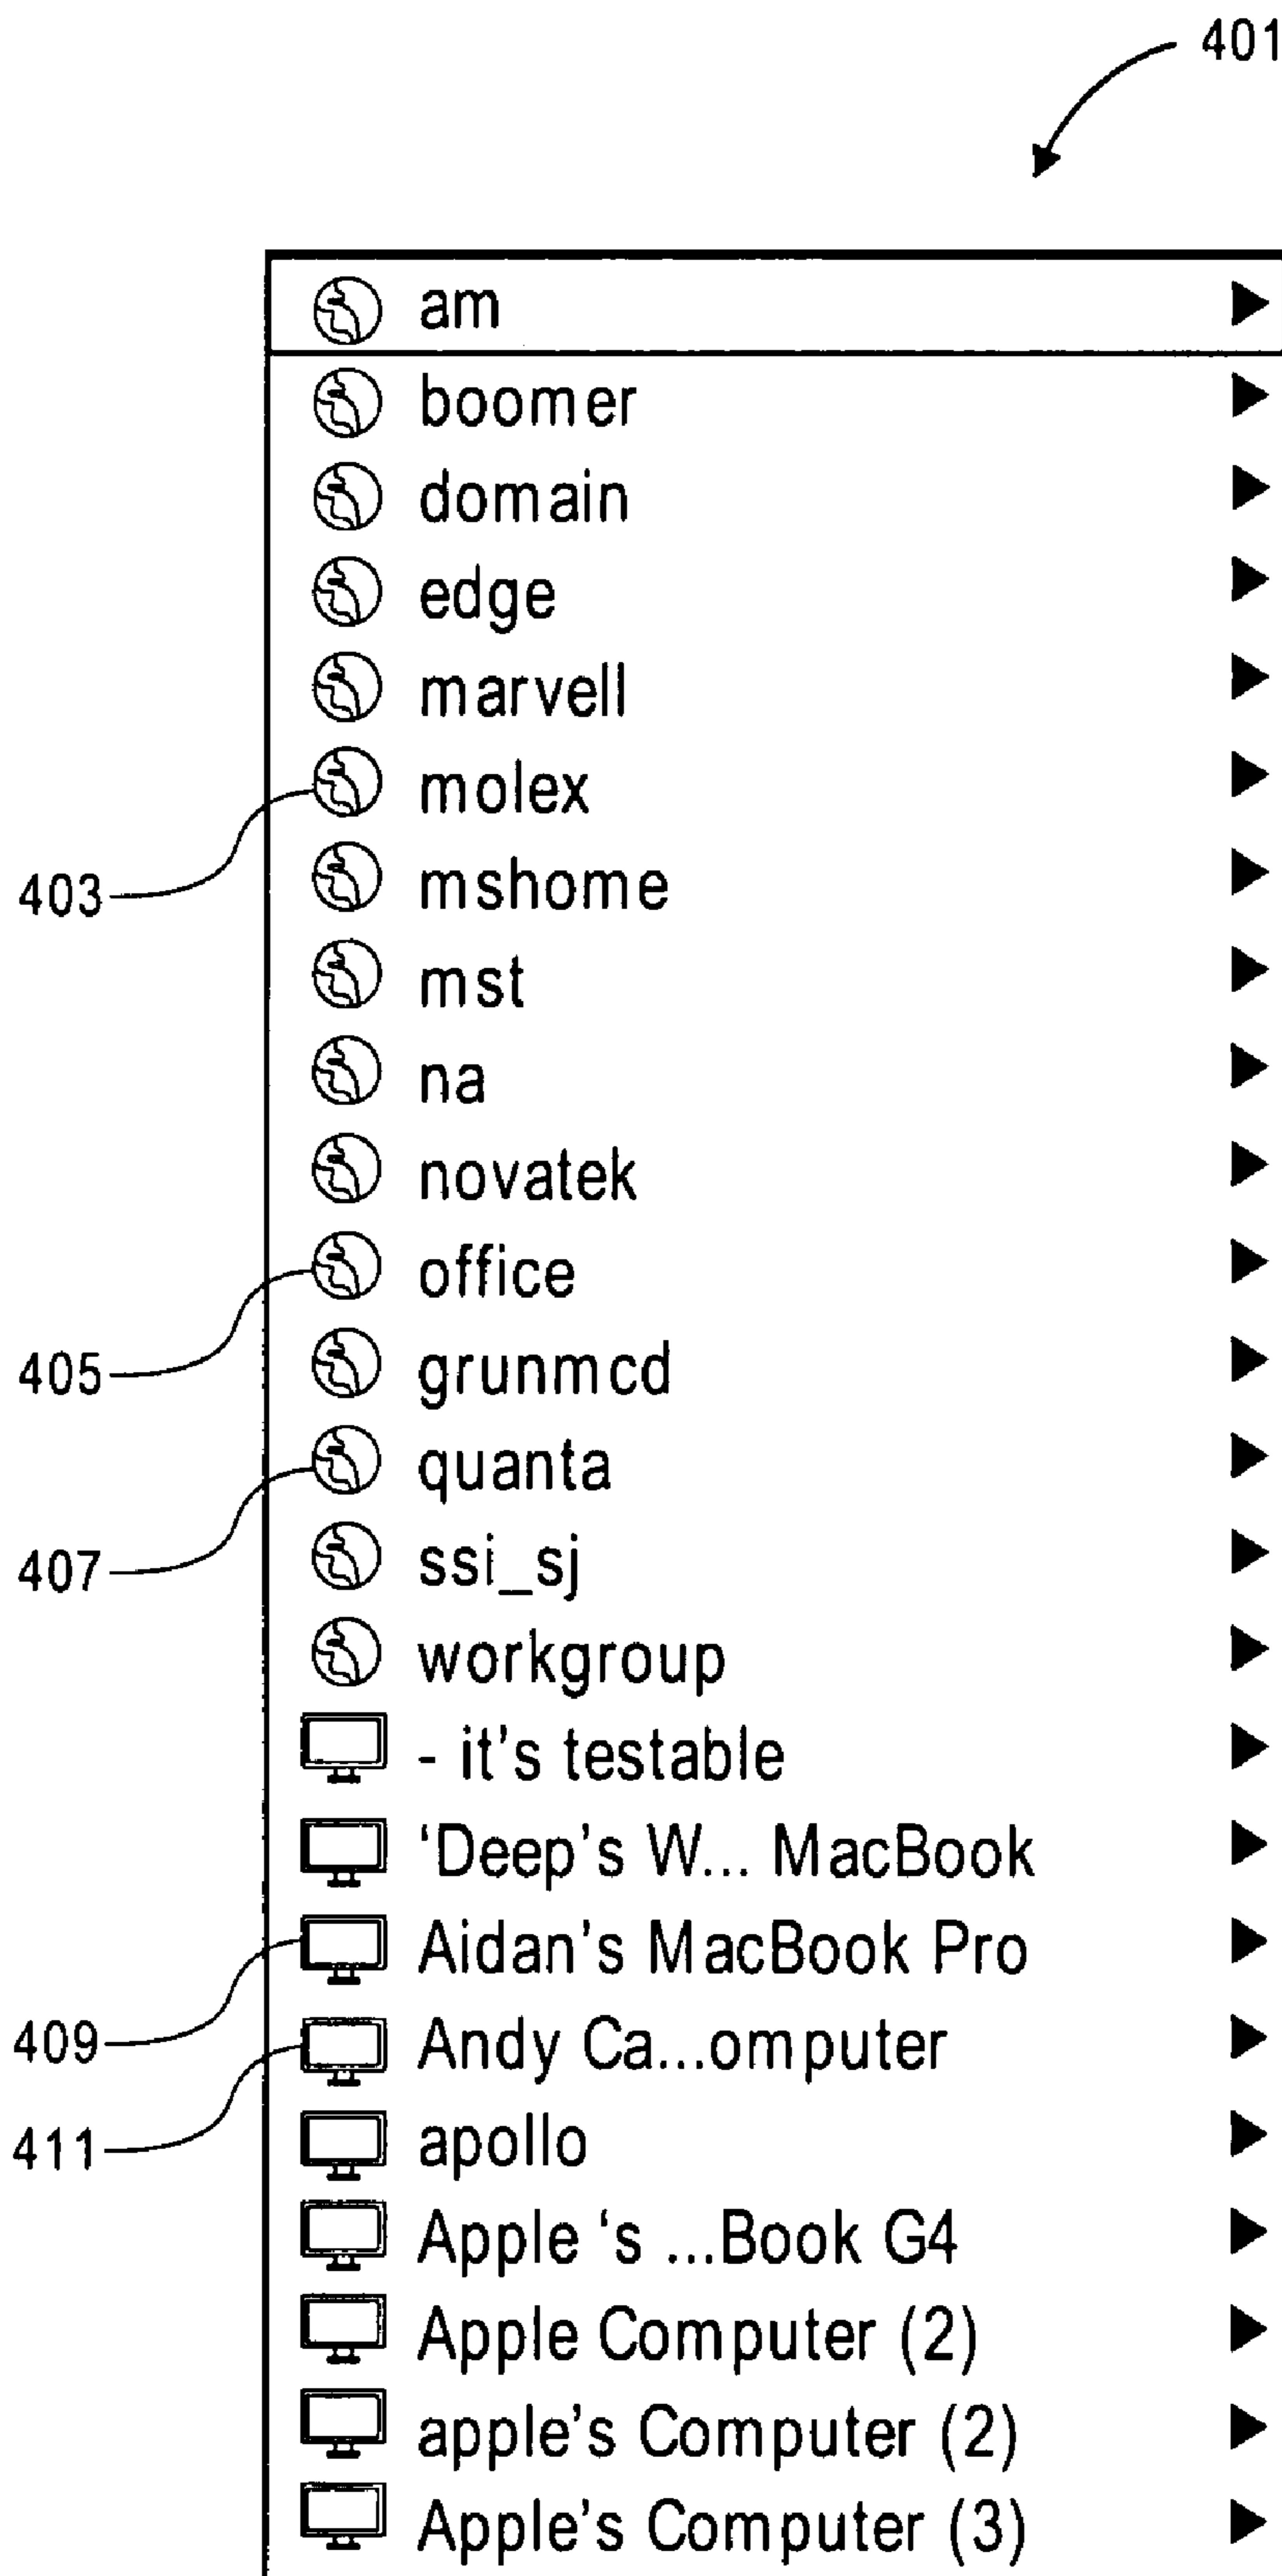 401
am
boomer
domain
edge
marvell
molex
403
mshome
mst
na
novatek
office
405
grunmcd
quanta
407
ssi_sj
workgroup
- it's testable
‘Deep’s W... MacBook
Aidan’s MacBook Pro
409
Andy Ca...omputer
411
apollo
Apple ‘s ...Book G4
Apple Computer (2)
apple’s Computer (2)
Apple’s Computer (3)